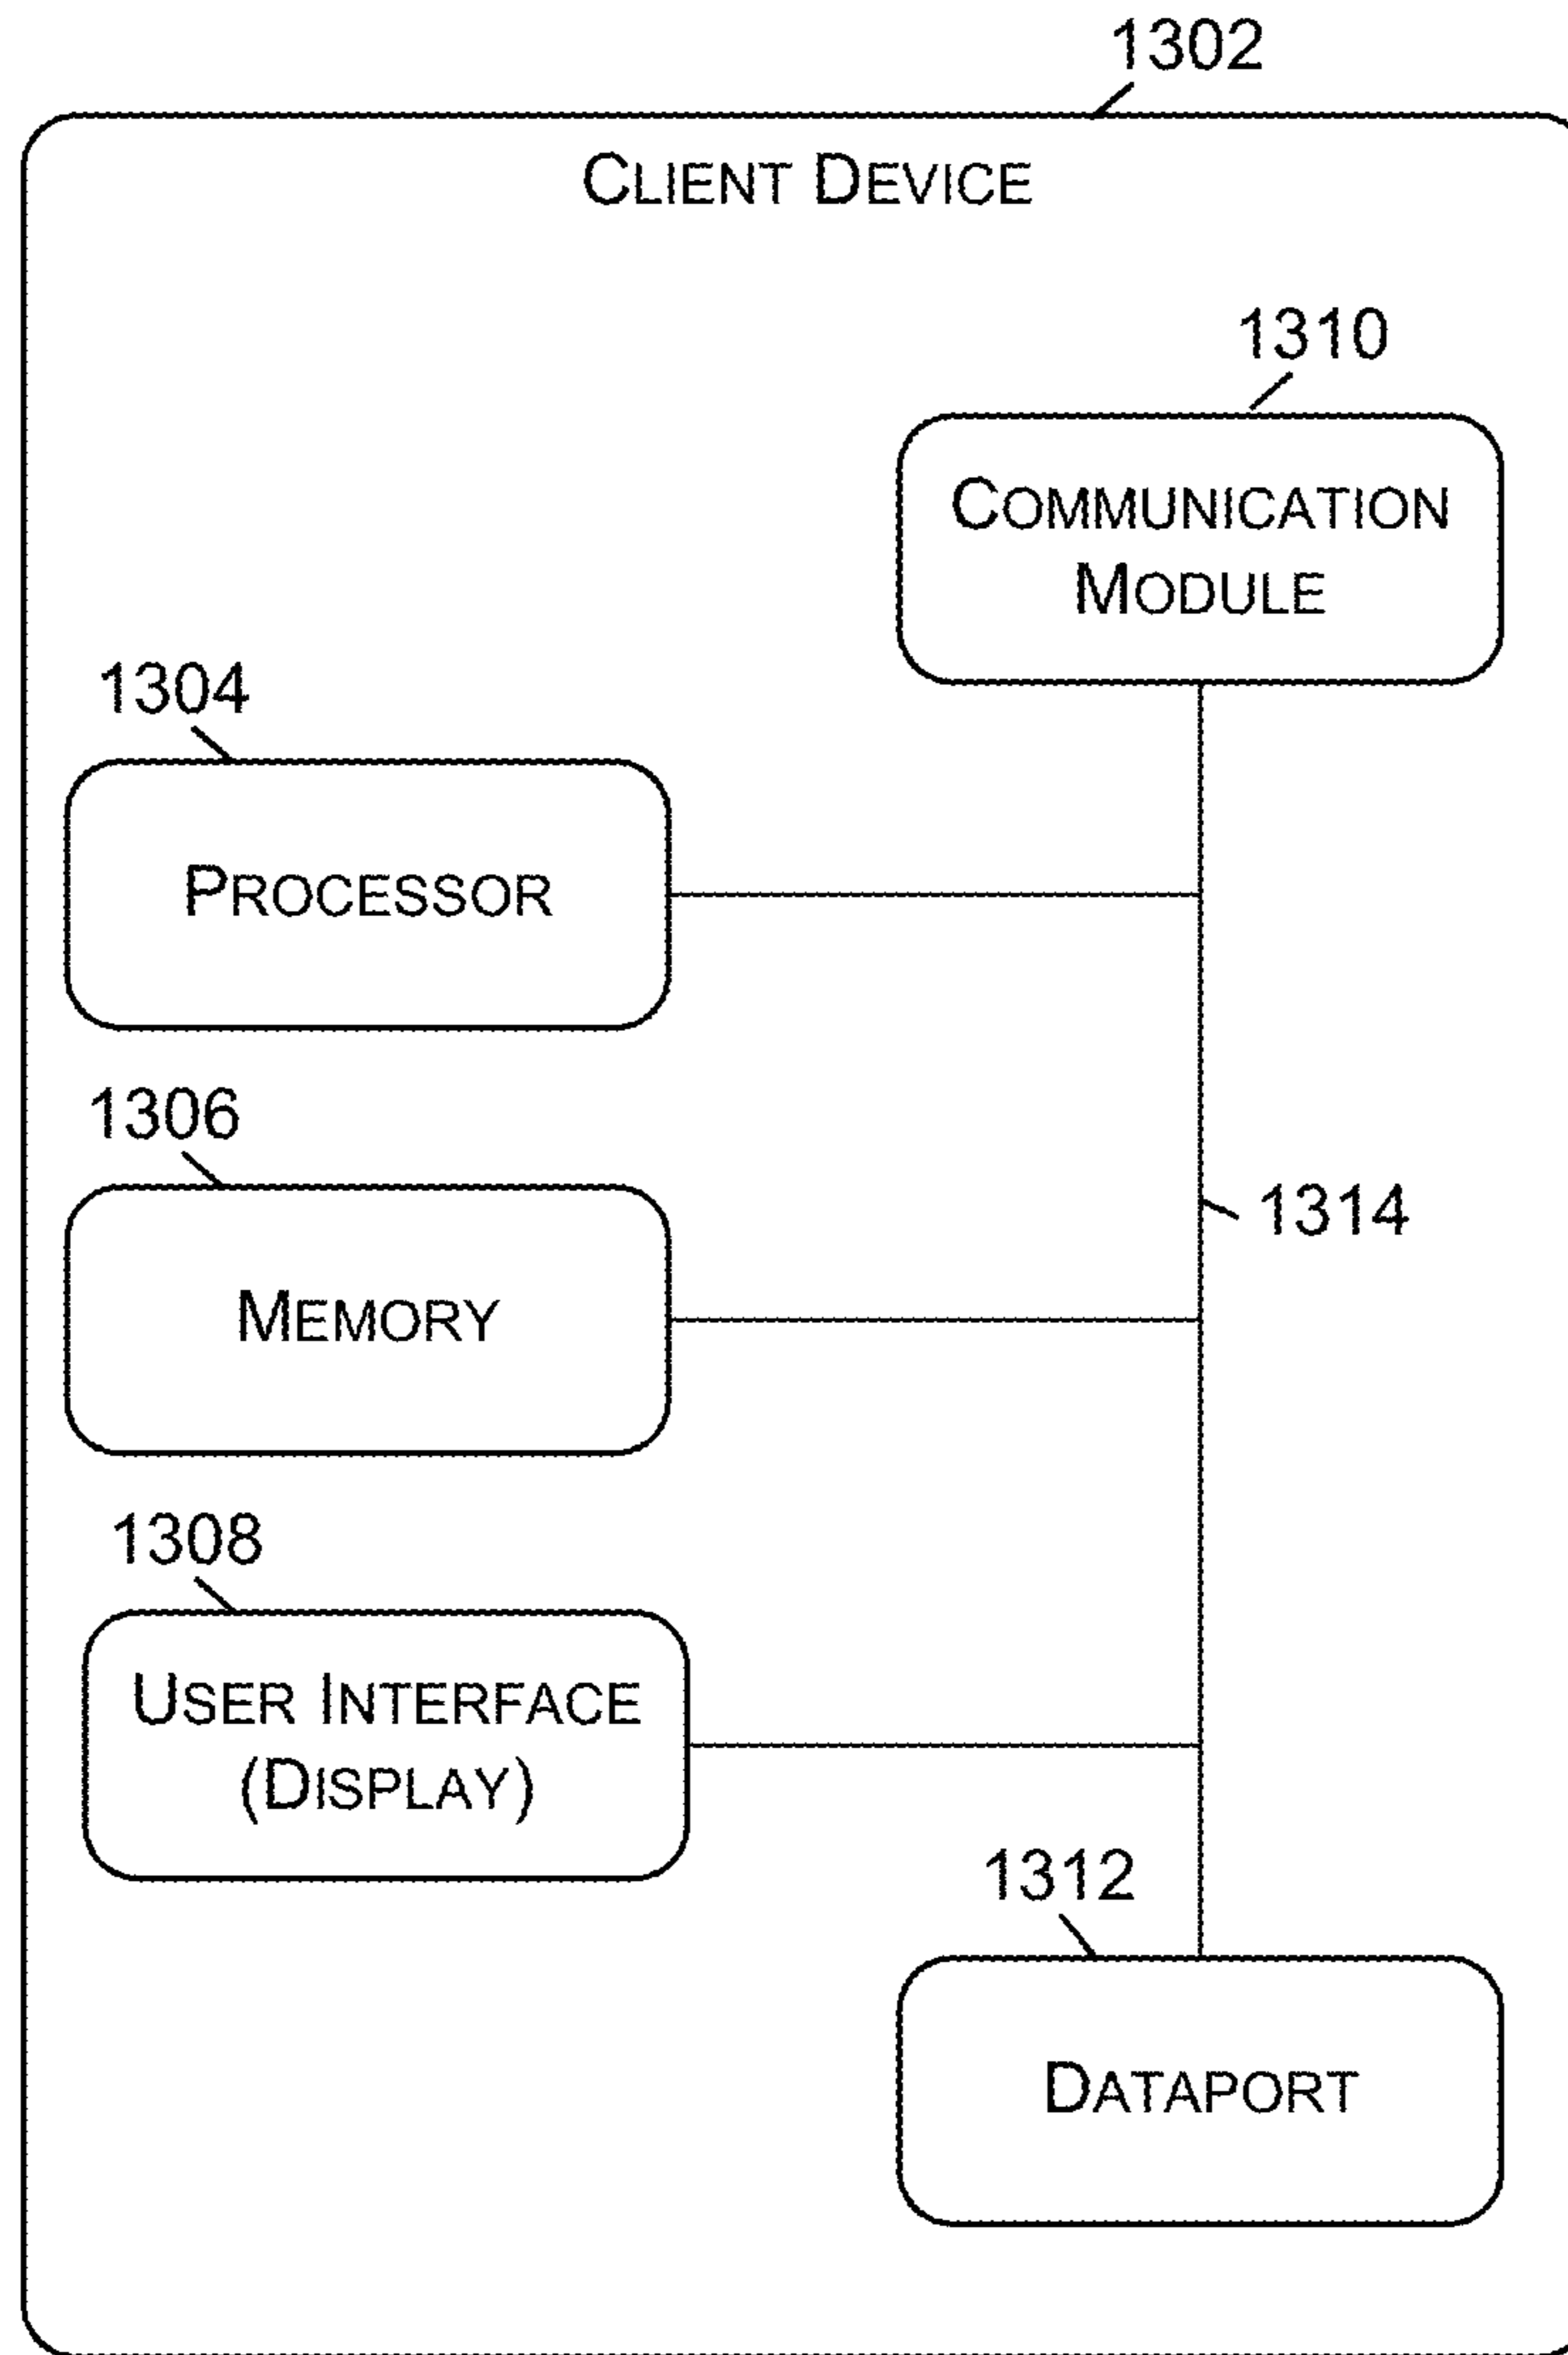 1302
CLIENT DEVICE
1310
COMMUNICATION
MODULE
1304
PROCESSOR
1306
1314
MEMORY
1308
USER INTERFACE
(DISPLAY)
1312
DATAPORT